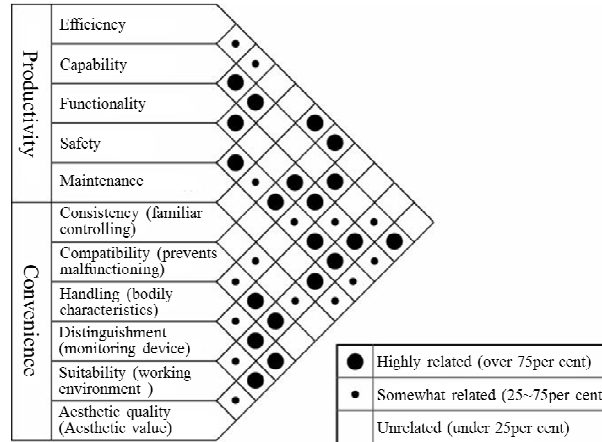 Productivity
Efficiency
Capability
Functionality
Safety
Maintenance
Convenience
Consistency (familiar
controlling)
Compatibility (prevents
malfunctioning)
Handling (bodily
characteristics)
Distinguishment
(monitoring device)
Suitability (working
environment )
Aesthetic quality
(Aesthetic value)
Highly related (over 75per cent)
Somewhat related (25~75per cent
Unrelated (under 25per cent)